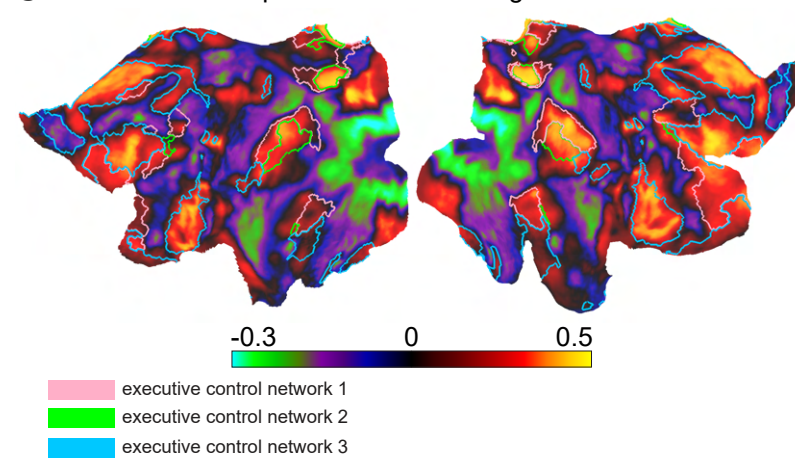 -0.3 0 0.5
executive control network 1
executive control network 2
executive control network 3